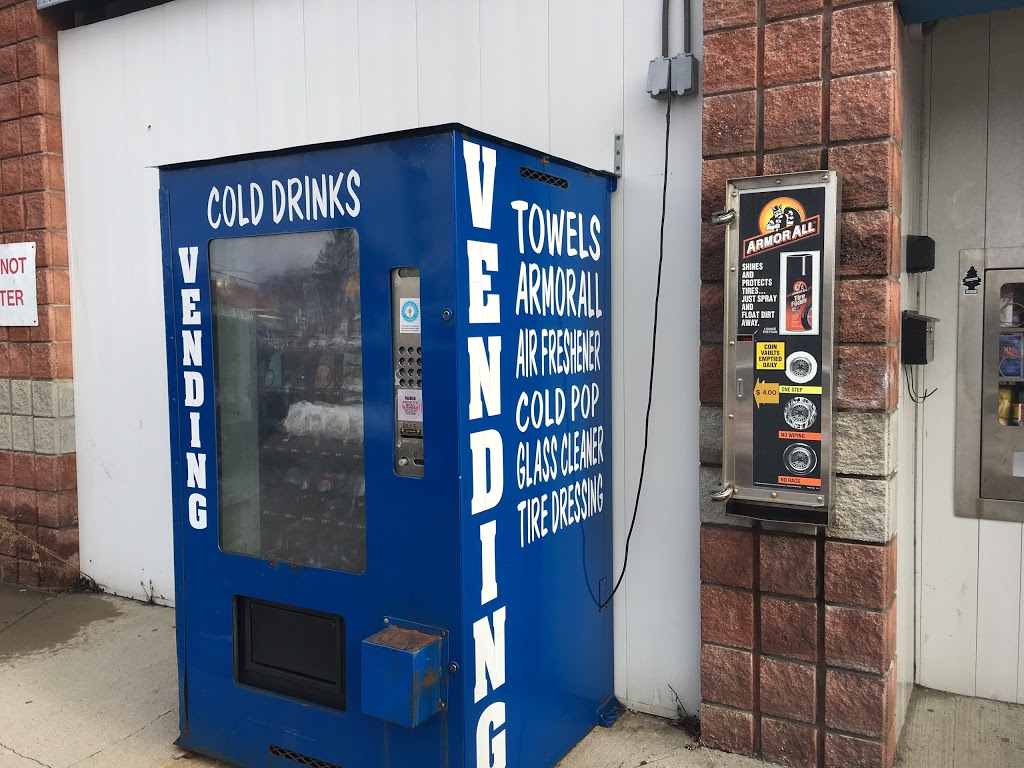 NOT
TER
COLD DRINKS
VENDING
VENDING
TOWELS
ARMORALL
AIR FRESHENER
COLD POP
GLASS CLEANER
TIRE DRESSING
ARMOR ALL
SHINES
AND
PROTECTS
TIRES...
JUST SPRAY
AND
FLOAT DIRT
AWAY.
COIN
VAULTS
EMPTIED
DAILY
$ 4.00
ONE STEP
NO WIPING
NO RAGS